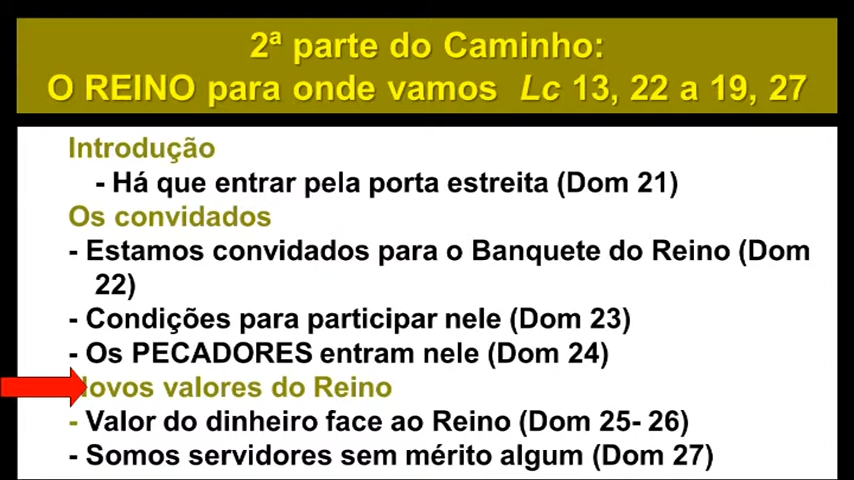 2ª parte do Caminho:
O REINO para onde vamos Lc 13, 22 a 19, 27
Introdução
- Há que entrar pela porta estreita (Dom 21)
Os convidados
- Estamos convidados para o Banquete do Reino (Dom
22)
- Condições para participar nele (Dom 23)
- Os PECADORES entram nele (Dom 24)
Novos valores do Reino
- Valor do dinheiro face ao Reino (Dom 25- 26)
- Somos servidores sem mérito algum (Dom 27)